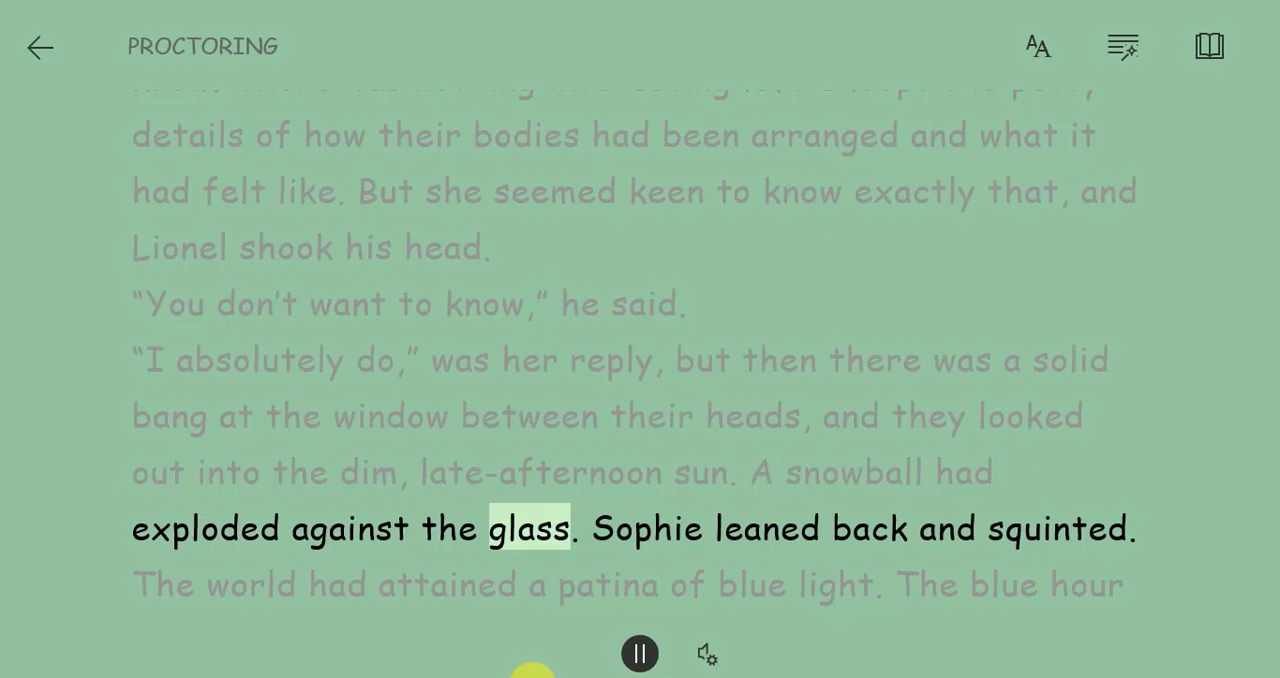 PROCTORING
details of how their bodies had been arranged and what it
had felt like. But she seemed keen to know exactly that, and
Lionel shook his head.
“You don’t want to know,” he said.
“I absolutely do,” was her reply, but then there was a solid
bang at the window between their heads, and they looked
out into the dim, late-afternoon sun. A snowball had
exploded against the glass. Sophie leaned back and squinted.
The world had attained a patina of blue light. The blue hour